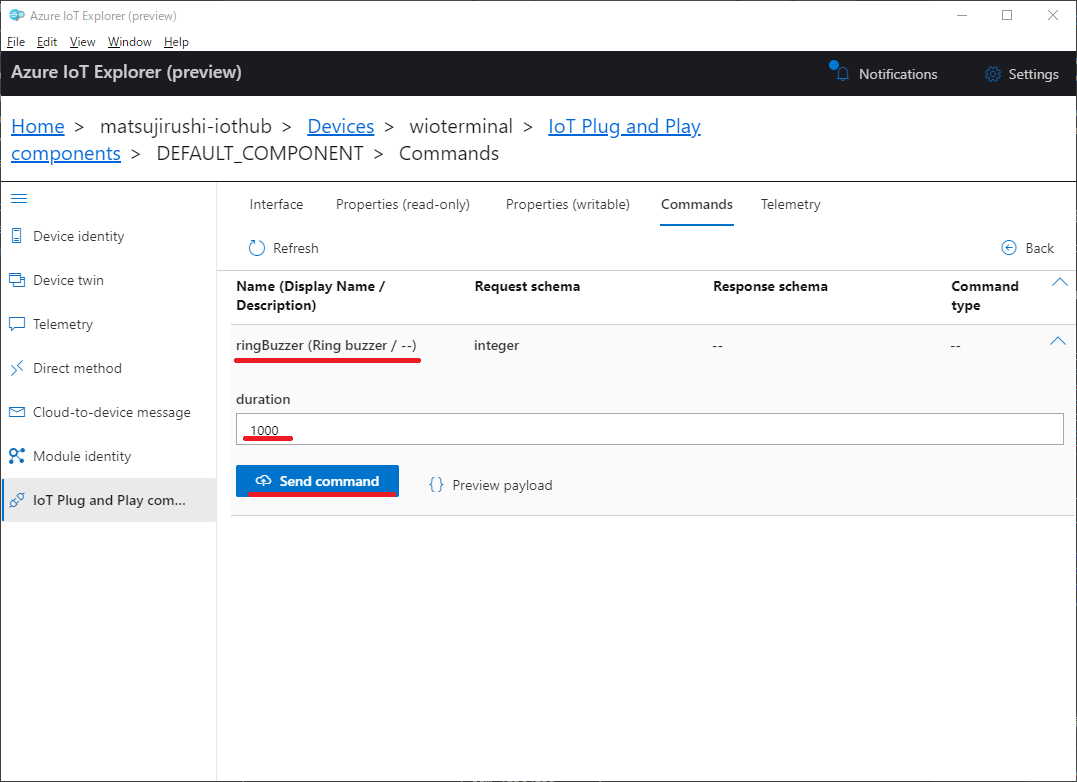 Azure IoT Explorer (preview)
File Edit View Window Help
Azure IoT Explorer (preview)
Notifications
Settings
Home > matsujirushi-iothub > Devices > wioterminal > IoT Plug and Play
components > DEFAULT_COMPONENT > Commands
Device identity
Device twin
Telemetry
Direct method
Cloud-to-device message
Module identity
IoT Plug and Play com...
Interface Properties (read-only) Properties (writable) Commands Telemetry
Refresh
Back
Name (Display Name / Request schema Response schema Command
Description) type
ringBuzzer (Ring buzzer / --) integer -- --
duration
1000
Send command
{} Preview payload